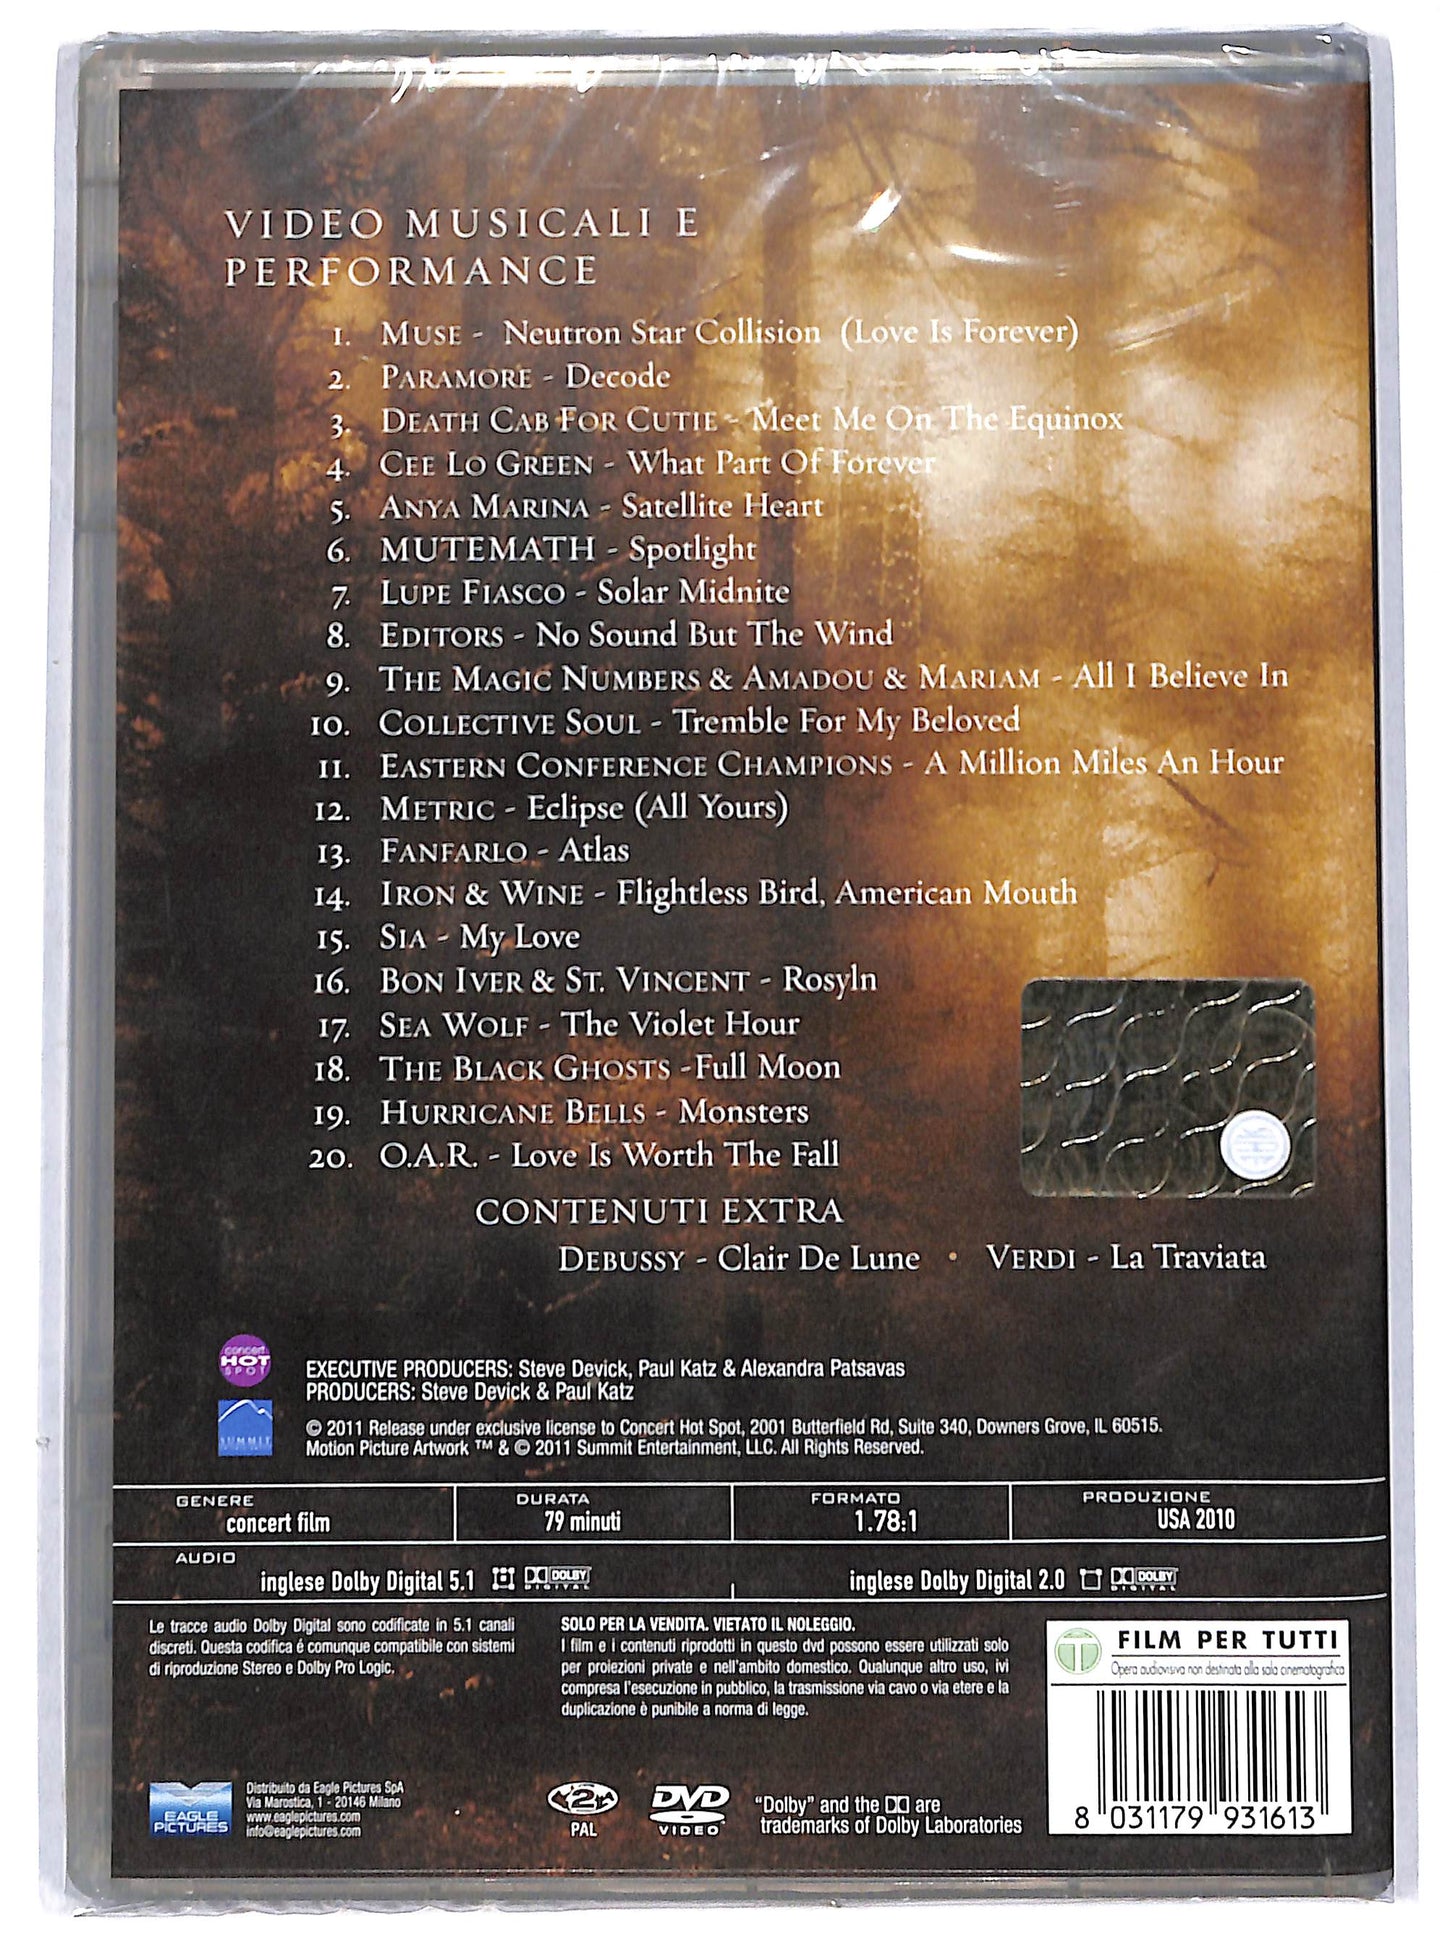 VIDEO MUSICALI E
PERFORMANCE
1. MUSE - Neutron Star Collision (Love Is Forever)
2. PARAMORE - Decode
3. DEATH CAB FOR CUTIE - Meet Me On The Equinox
4. CEE LO GREEN - What Part Of Forever
5. ANYA MARINA - Satellite Heart
6. MUTEMATH - Spotlight
7. LUPE FIASCO - Solar Midnite
8. EDITORS - No Sound But The Wind
9. THE MAGIC NUMBERS & AMADOU & MARIAM - All I Believe In
10. COLLECTIVE SOUL - Tremble For My Beloved
11. EASTERN CONFERENCE CHAMPIONS - A Million Miles An Hour
12. METRIC - Eclipse (All Yours)
13. FANFARLO - Atlas
14. IRON & WINE - Flightless Bird, American Mouth
15. SIA - My Love
16. BON IVER & ST. VINCENT - Rosyln
17. SEA WOLF - The Violet Hour
18. THE BLACK GHOSTS -Full Moon
19. HURRICANE BELLS - Monsters
20. O.A.R. - Love Is Worth The Fall
CONTENUTI EXTRA
DEBUSSY - Clair De Lune • VERDI - La Traviata
concert
HOT
SPOT
EXECUTIVE PRODUCERS: Steve Devick, Paul Katz & Alexandra Patsavas
PRODUCERS: Steve Devick & Paul Katz
SUMMIT
© 2011 Release under exclusive license to Concert Hot Spot, 2001 Butterfield Rd, Suite 340, Downers Grove, IL 60515.
Motion Picture Artwork ™ & © 2011 Summit Entertainment, LLC. All Rights Reserved.
GENERE DURATA FORMATO PRODUZIONE
concert film 79 minuti 1.78:1 USA 2010
AUDIO
inglese Dolby Digital 5.1 DOLBY DIGITAL inglese Dolby Digital 2.0 DOLBY DIGITAL
Le tracce audio Dolby Digital sono codificate in 5.1 canali
discreti. Questa codifica é comunque compatibile con sistemi
di riproduzione Stereo e Dolby Pro Logic.
SOLO PER LA VENDITA. VIETATO IL NOLEGGIO.
I film e i contenuti riprodotti in questo dvd possono essere utilizzati solo
per proiezioni private e nell'ambito domestico. Qualunque altro uso, ivi
compresa l'esecuzione in pubblico, la trasmissione via cavo o via etere e la
duplicazione è punibile a norma di legge.
T FILM PER TUTTI
Opera audiovisiva non destinata alla sala cinematografica
EAGLE
PICTURES
Distribuito da Eagle Pictures SpA
Via Marostica, 1 - 20146 Milano
www.eaglepictures.com
info@eaglepictures.com
2
PAL
DVD
VIDEO
"Dolby" and the are
trademarks of Dolby Laboratories
8 031179 931613